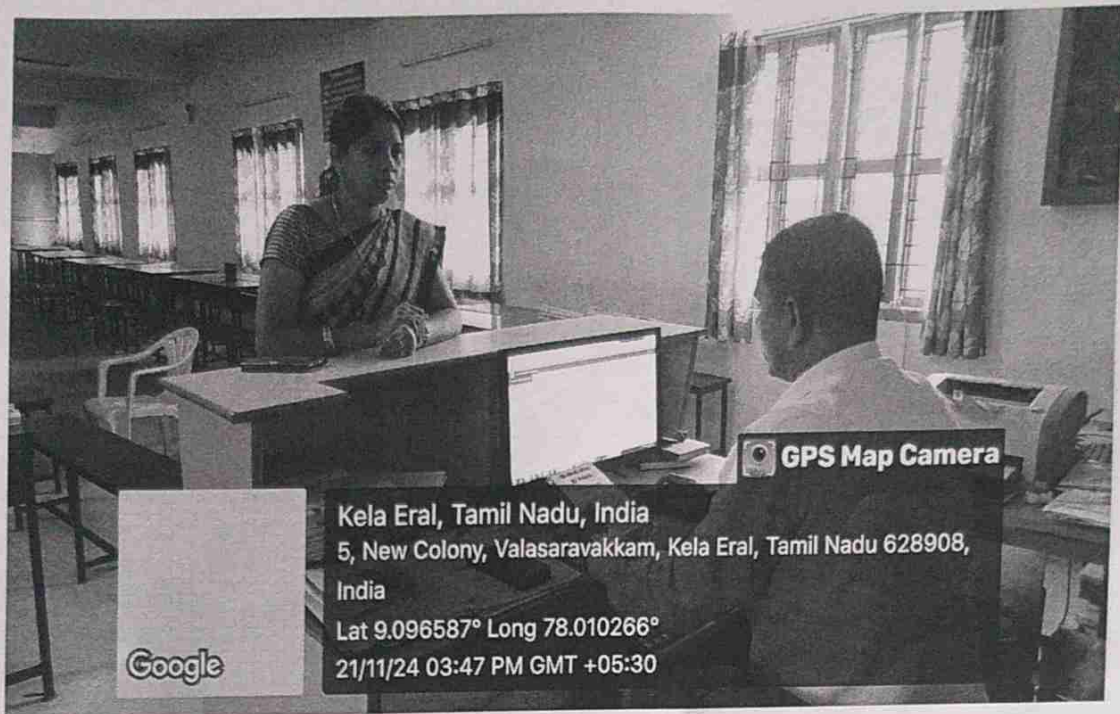 GPS Map Camera
Kela Eral, Tamil Nadu, India
5, New Colony, Valasaravakkam, Kela Eral, Tamil Nadu 628908,
India
Lat 9.096587° Long 78.010266°
21/11/24 03:47 PM GMT +05:30
Google